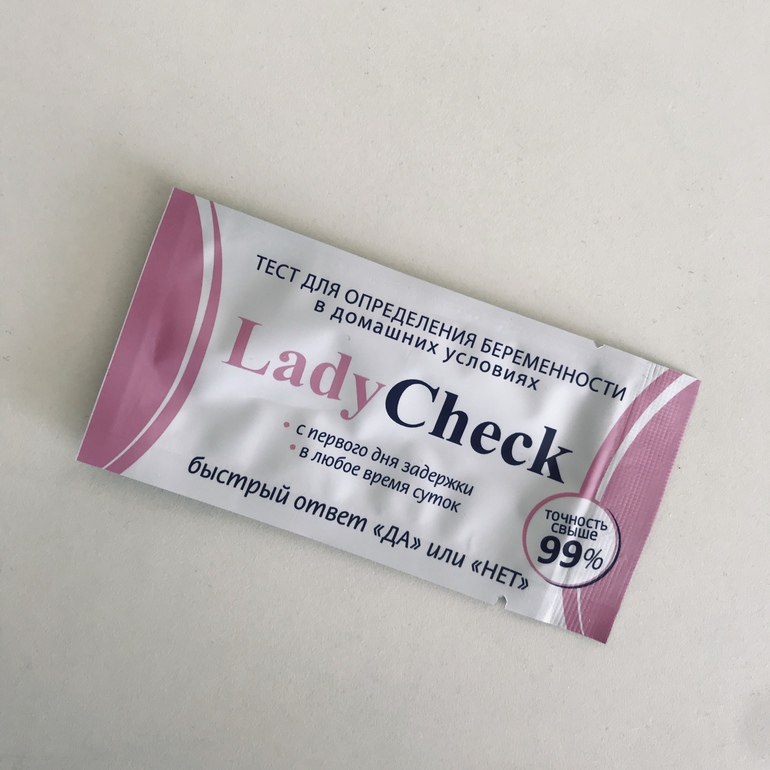 ТЕСТ ДЛЯ ОПРЕДЕЛЕНИЯ БЕРЕМЕННОСТИ
в домашних условиях
LadyCheck
• с первого дня задержки
• в любое время суток
быстрый ответ «ДА» или «НЕТ»
точность
свыше
99%